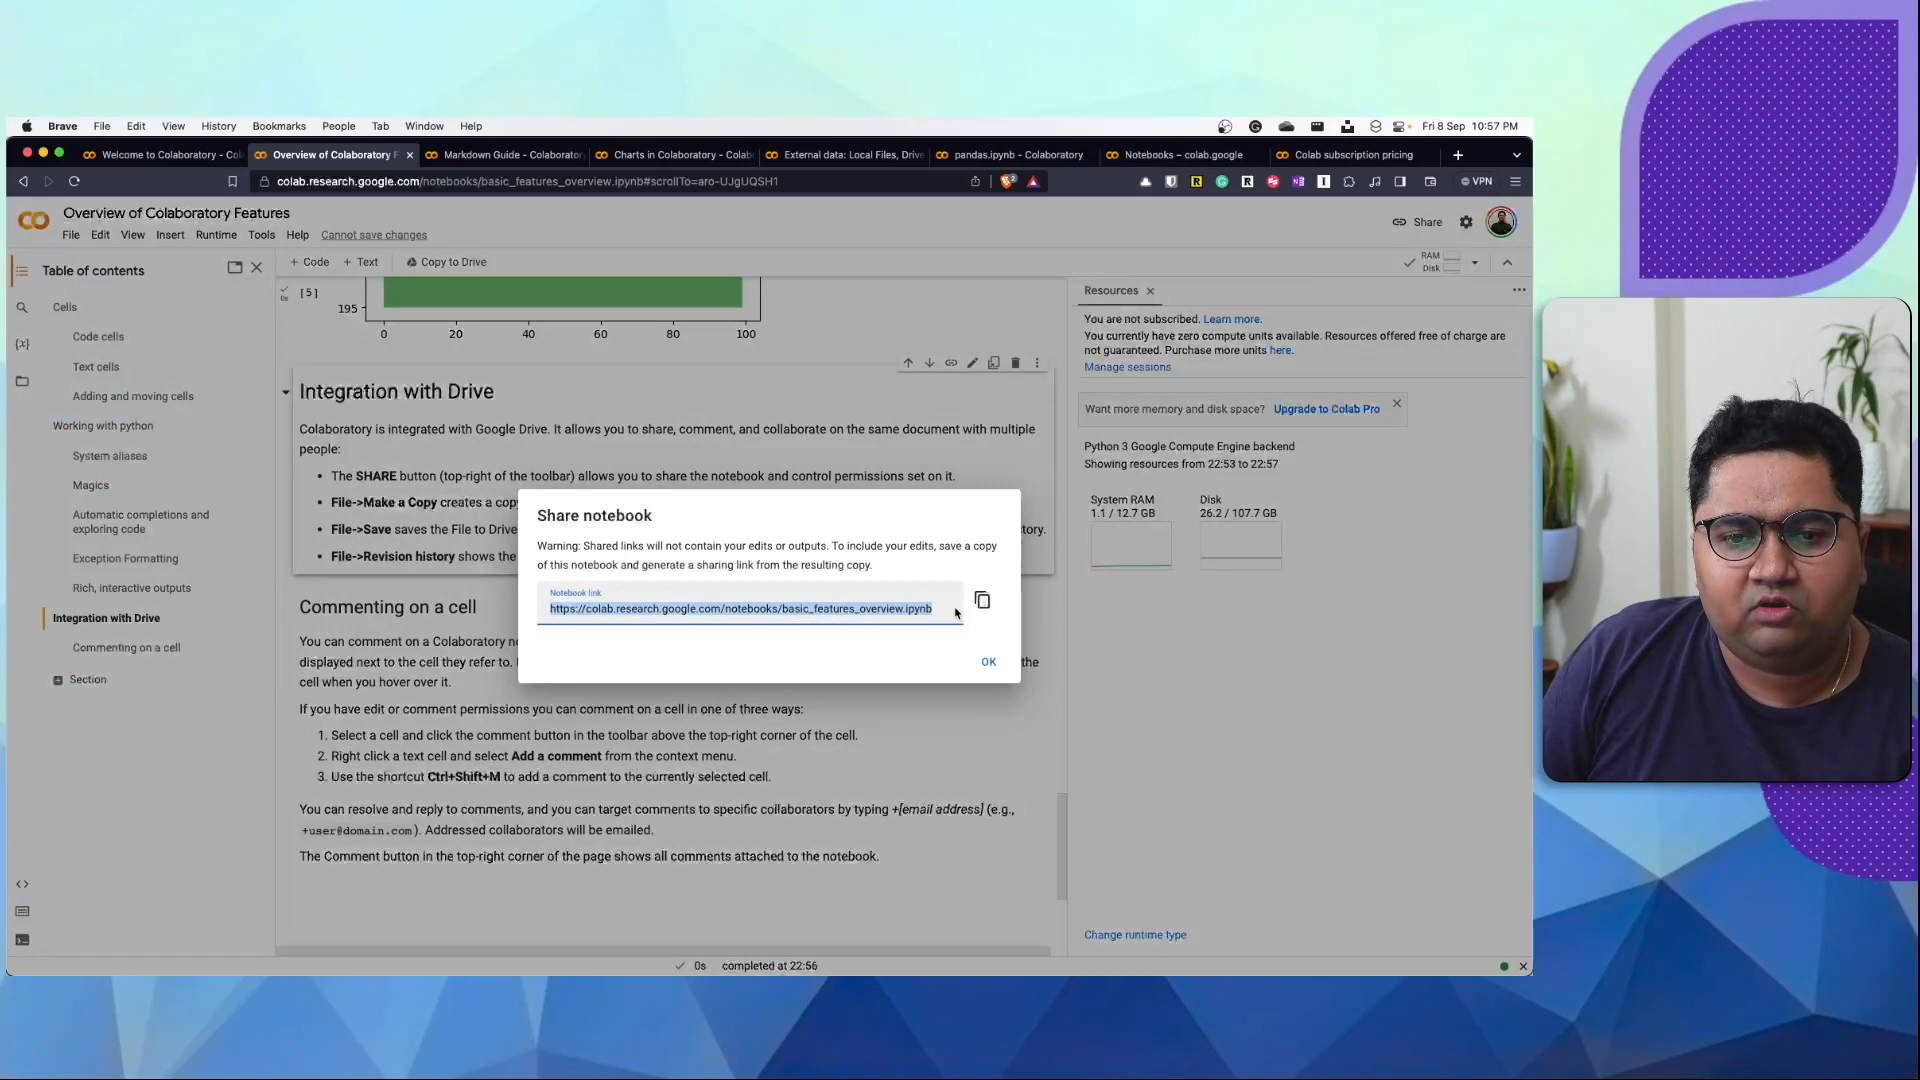 Brave File Edit View History Bookmarks People Tab Window Help
Fri 8 Sep 10:57 PM
Welcome to Colaboratory - Col
Overview of Colaboratory F
Markdown Guide - Colaborator
Charts in Colaboratory - Colab
External data: Local Files, Drive
pandas.ipynb - Colaboratory
Notebooks – colab.google
Colab subscription pricing
colab.research.google.com/notebooks/basic_features_overview.ipynb#scrollTo=aro-UJgUQSH1
VPN
Overview of Colaboratory Features
File Edit View Insert Runtime Tools Help Cannot save changes
Share
Table of contents
Cells
Code cells
Text cells
Adding and moving cells
Working with python
System aliases
Magics
Automatic completions and
exploring code
Exception Formatting
Rich, interactive outputs
Integration with Drive
Commenting on a cell
Section
+ Code + Text Copy to Drive
RAM
Disk
0s
[5]
195
0 20 40 60 80 100
Integration with Drive
Colaboratory is integrated with Google Drive. It allows you to share, comment, and collaborate on the same document with multiple
people:
• The SHARE button (top-right of the toolbar) allows you to share the notebook and control permissions set on it.
• File->Make a Copy creates a copy
• File->Save saves the File to Drive
tory.
• File->Revision history shows the
Share notebook
Warning: Shared links will not contain your edits or outputs. To include your edits, save a copy
of this notebook and generate a sharing link from the resulting copy.
Notebook link
https://colab.research.google.com/notebooks/basic_features_overview.ipynb
OK
Commenting on a cell
You can comment on a Colaboratory no
displayed next to the cell they refer to.
the
cell when you hover over it.
If you have edit or comment permissions you can comment on a cell in one of three ways:
1. Select a cell and click the comment button in the toolbar above the top-right corner of the cell.
2. Right click a text cell and select Add a comment from the context menu.
3. Use the shortcut Ctrl+Shift+M to add a comment to the currently selected cell.
You can resolve and reply to comments, and you can target comments to specific collaborators by typing +[email address] (e.g.,
+user@domain.com). Addressed collaborators will be emailed.
The Comment button in the top-right corner of the page shows all comments attached to the notebook.
Resources
You are not subscribed. Learn more.
You currently have zero compute units available. Resources offered free of charge are
not guaranteed. Purchase more units here.
Manage sessions
Want more memory and disk space? Upgrade to Colab Pro
Python 3 Google Compute Engine backend
Showing resources from 22:53 to 22:57
System RAM
1.1 / 12.7 GB
Disk
26.2 / 107.7 GB
Change runtime type
0s completed at 22:56